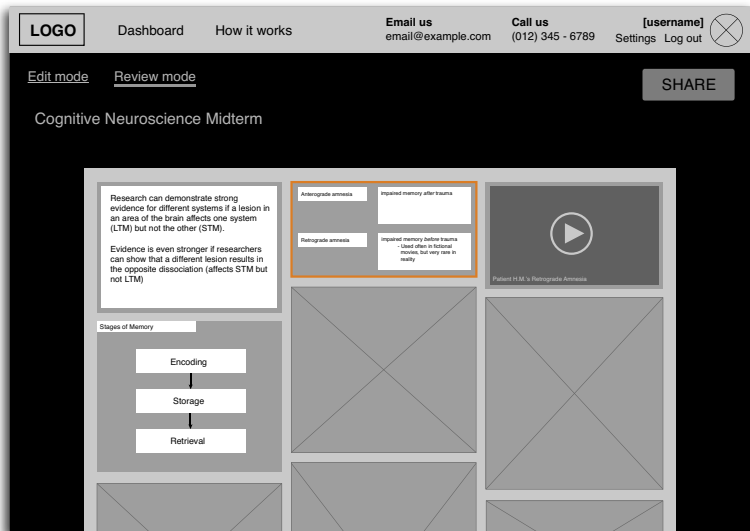 LOGO
Dashboard
How it works
Email us
email@example.com
Call us
(012) 345 - 6789
[username]
Settings Log out
Edit mode
Review mode
SHARE
Cognitive Neuroscience Midterm
Research can demonstrate strong
evidence for different systems if a lesion in
an area of the brain affects one system
(LTM) but not the other (STM).
Evidence is even stronger if researchers
can show that a different lesion results in
the opposite dissociation (affects STM but
not LTM)
Anterograde amnesia
impaired memory after trauma
Retrograde amnesia
impaired memory before trauma
- Used often in fictional
movies, but very rare in
reality
Patient H.M.'s Retrograde Amnesia
Stages of Memory
Encoding
Storage
Retrieval